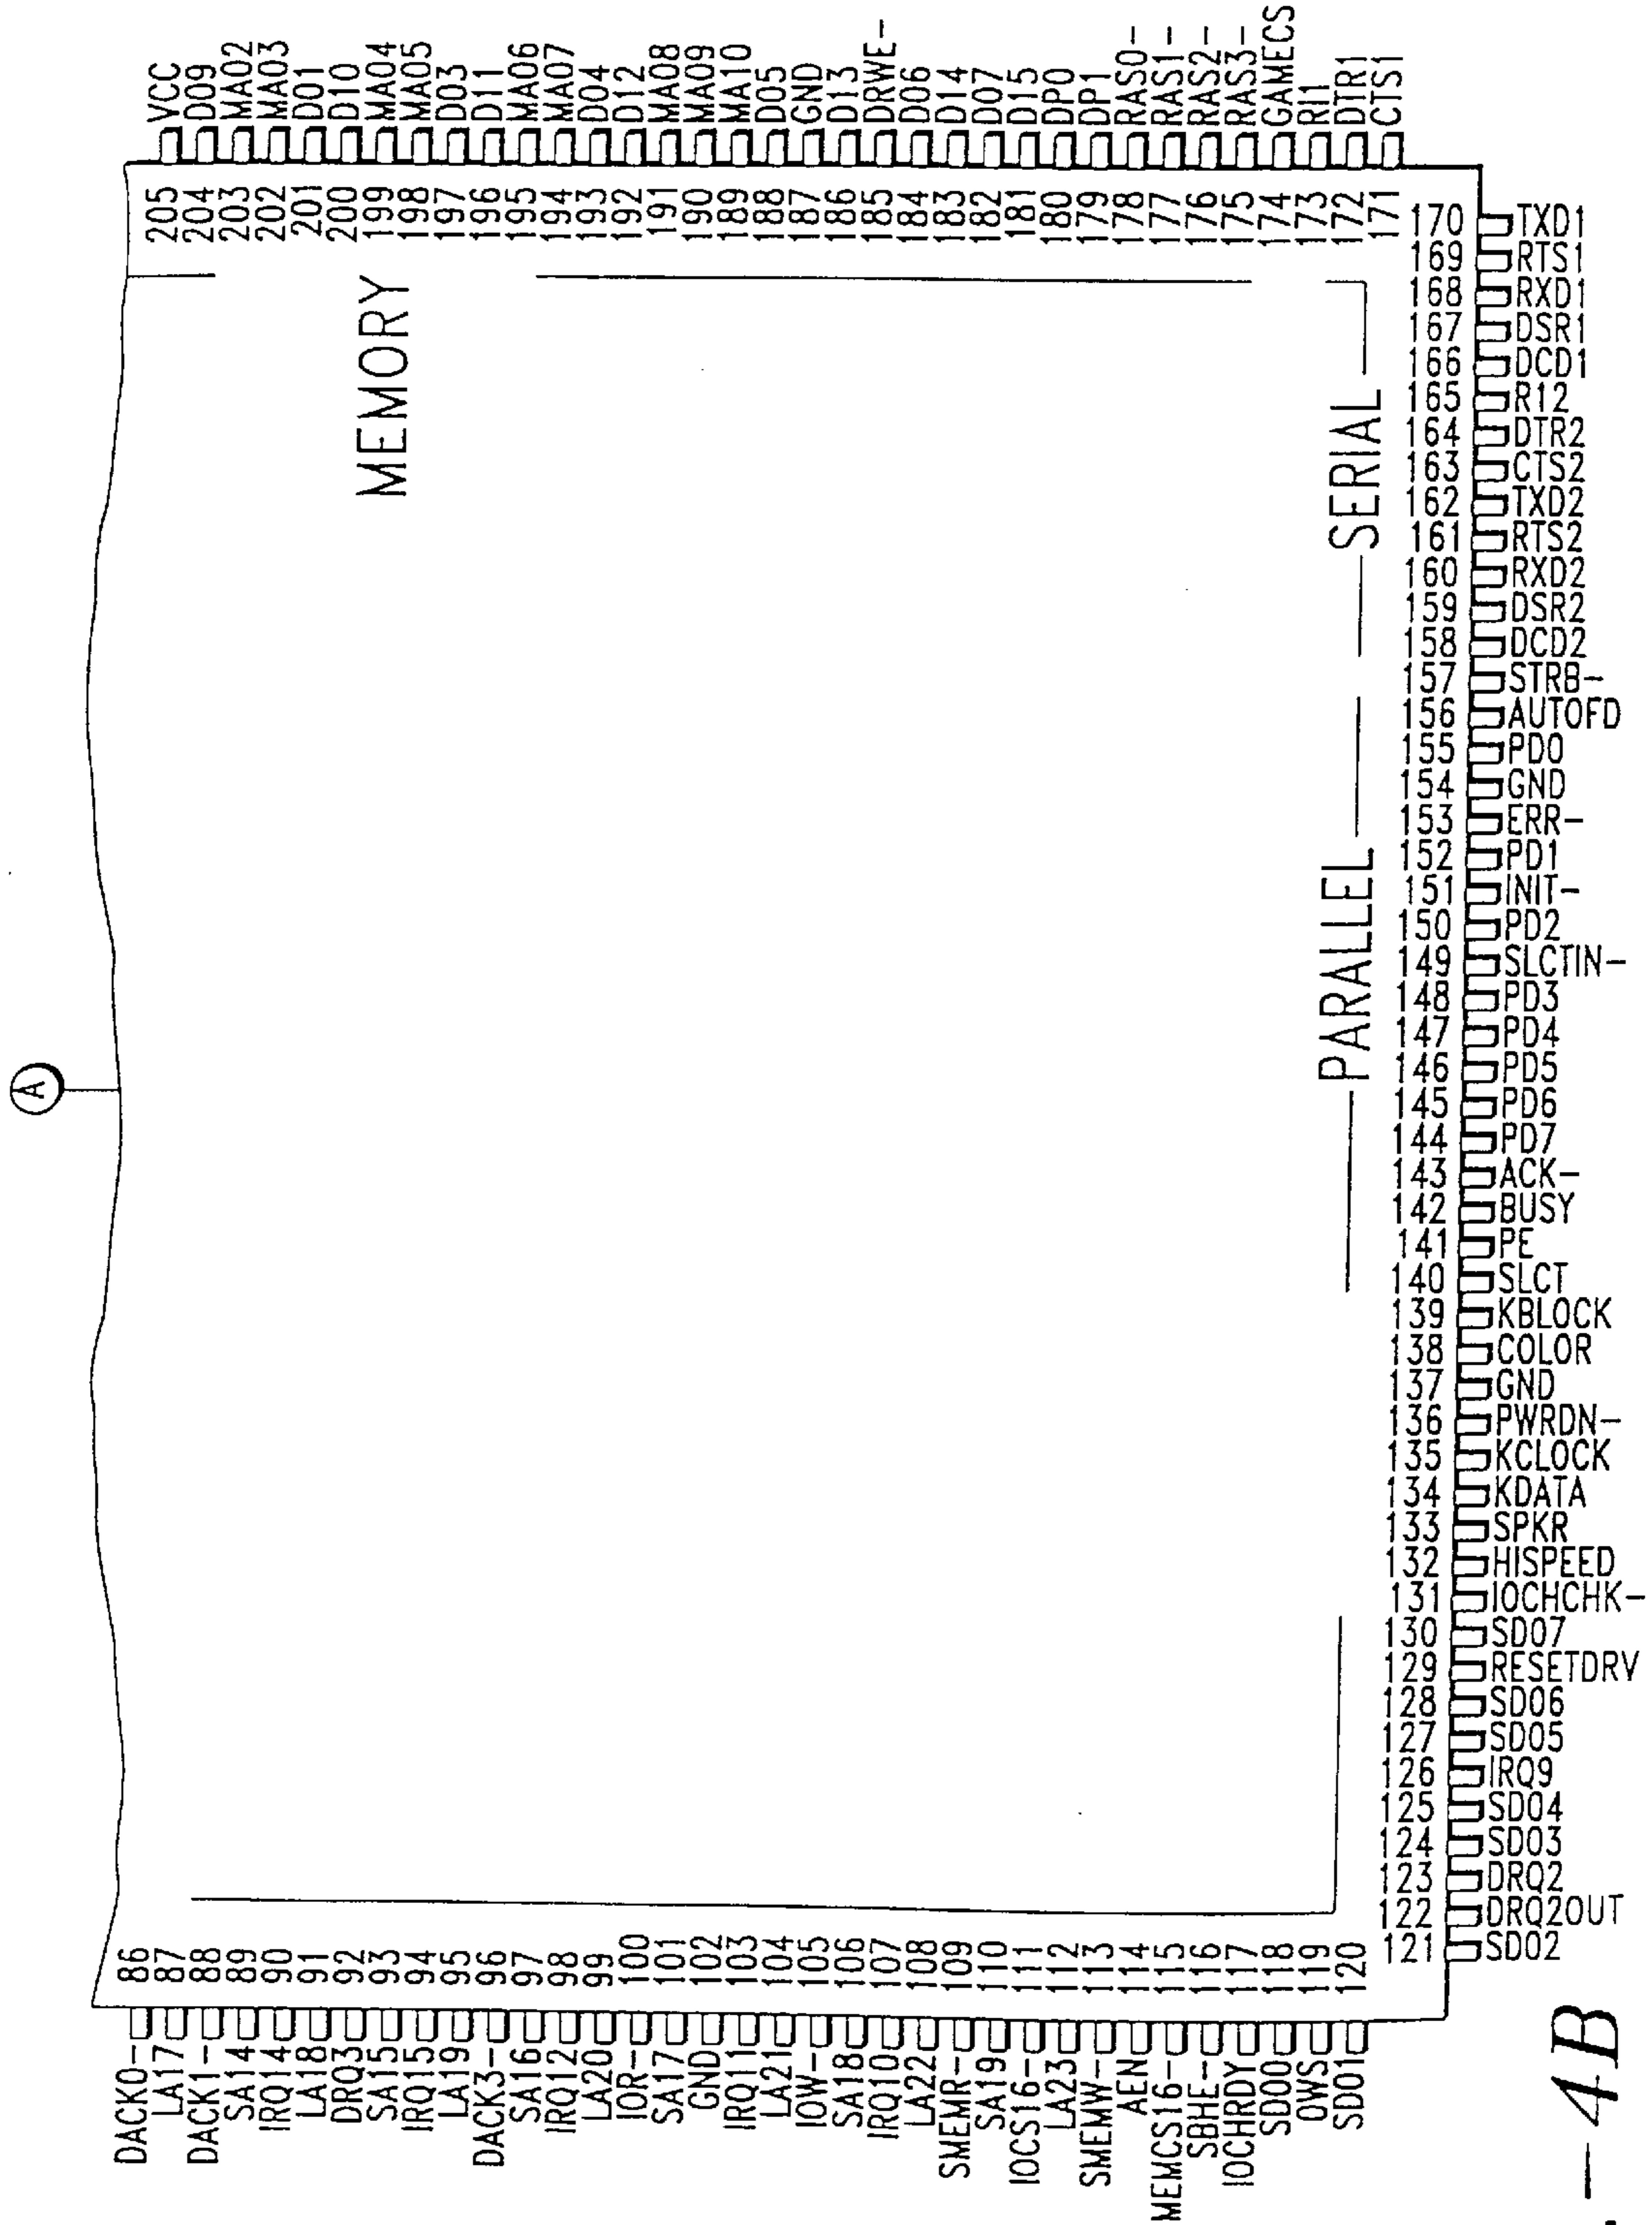 A
205 VCC
204 D09
203 MA02
202 MA03
201 D01
200 D10
199 MA04
198 MA05
197 D03
196 D11
195 MA06
194 MA07
193 D04
192 D12
191 MA08
190 MA09
189 MA10
188 D05
187 GND
186 D13
185 DRWE-
184 D06
183 D14
182 D07
181 D15
180 DP0
179 DP1
178 RAS0-
177 RAS1-
176 RAS2-
175 RAS3-
174 GAMECS
173 RI1
172 DTR1
171 CTS1
MEMORY
SERIAL
PARALLEL
170 TXD1
169 RTS1
168 RXD1
167 DSR1
166 DCD1
165 R12
164 DTR2
163 CTS2
162 TXD2
161 RTS2
160 RXD2
159 DSR2
158 DCD2
157 STRB-
156 AUTOFD
155 PD0
154 GND
153 ERR-
152 PD1
151 INIT-
150 PD2
149 SLCTIN-
148 PD3
147 PD4
146 PD5
145 PD6
144 PD7
143 ACK-
142 BUSY
141 PE
140 SLCT
139 KBLOCK
138 COLOR
137 GND
136 PWRDN-
135 KCLOCK
134 KDATA
133 SPKR
132 HISPEED
131 IOCHCHK-
130 SD07
129 RESETDRV
128 SD06
127 SD05
126 IRQ9
125 SD04
124 SD03
123 DRQ2
122 DRQ2OUT
121 SD02
DACK0- 86
LA17 87
DACK1- 88
SA14 89
IRQ14 90
LA18 91
DRQ3 92
SA15 93
IRQ15 94
LA19 95
DACK3- 96
SA16 97
IRQ12 98
LA20 99
IOR- 100
SA17 101
GND 102
IRQ11 103
LA21 104
IOW- 105
SA18 106
IRQ10 107
LA22 108
SMEMR- 109
SA19 110
IOCS16- 111
LA23 112
SMEMW- 113
AEN 114
MEMCS16- 115
SBHE- 116
IOCHRDY 117
SD00 118
0WS 119
SD01 120
.-4B